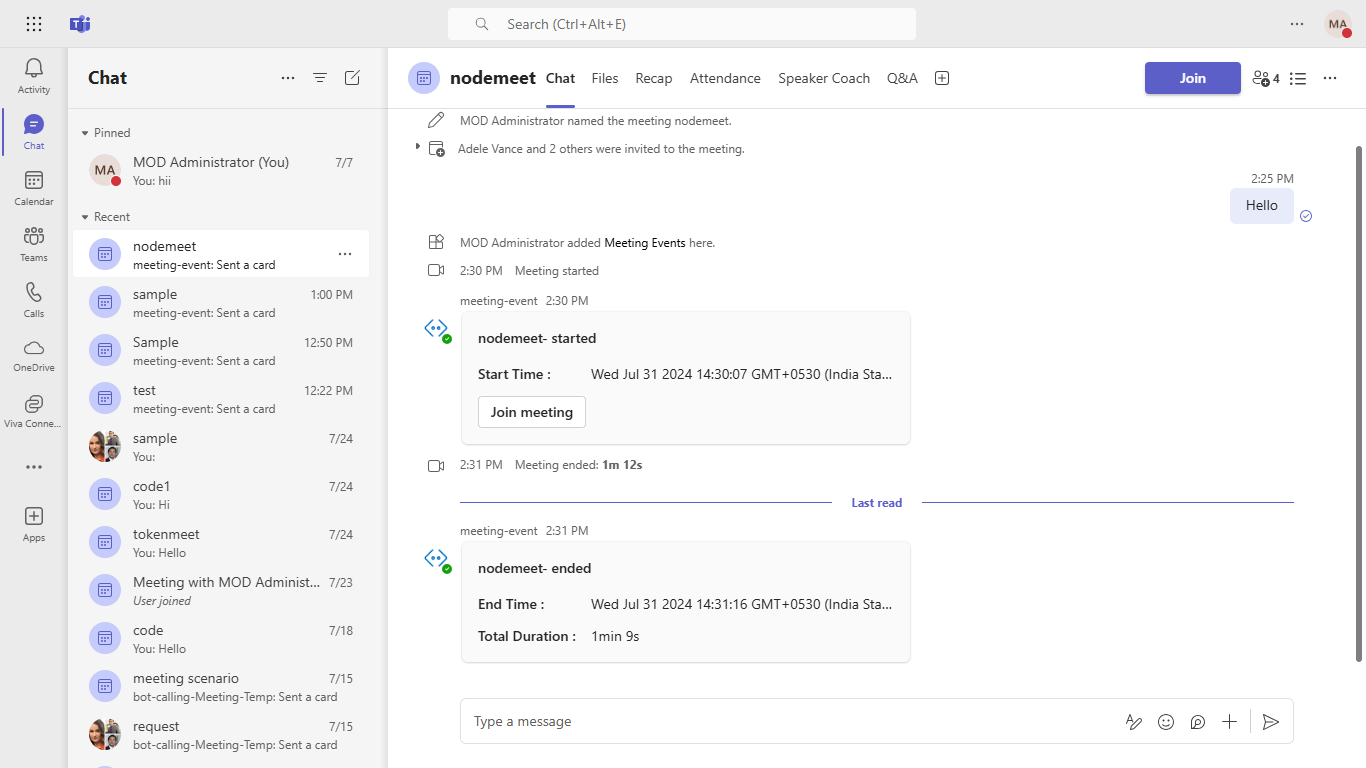 Search (Ctrl+Alt+E)
MA
Activity
Chat
Calendar
Teams
Calls
OneDrive
Viva Conne...
Apps
Chat
Pinned
MA
MOD Administrator (You) 7/7
You: hii
Recent
nodemeet
meeting-event: Sent a card
sample 1:00 PM
meeting-event: Sent a card
Sample 12:50 PM
meeting-event: Sent a card
test 12:22 PM
meeting-event: Sent a card
sample 7/24
You:
code1 7/24
You: Hi
tokenmeet 7/24
You: Hello
Meeting with MOD Administ... 7/23
User joined
code 7/18
You: Hello
meeting scenario 7/15
bot-calling-Meeting-Temp: Sent a card
request 7/15
bot-calling-Meeting-Temp: Sent a card
nodemeet Chat Files Recap Attendance Speaker Coach Q&A Join 4
MOD Administrator named the meeting nodemeet.
Adele Vance and 2 others were invited to the meeting.
2:25 PM
Hello
MOD Administrator added Meeting Events here.
2:30 PM Meeting started
meeting-event 2:30 PM
nodemeet- started
Start Time : Wed Jul 31 2024 14:30:07 GMT+0530 (India Sta...
Join meeting
2:31 PM Meeting ended: 1m 12s
Last read
meeting-event 2:31 PM
nodemeet- ended
End Time : Wed Jul 31 2024 14:31:16 GMT+0530 (India Sta...
Total Duration : 1min 9s
Type a message